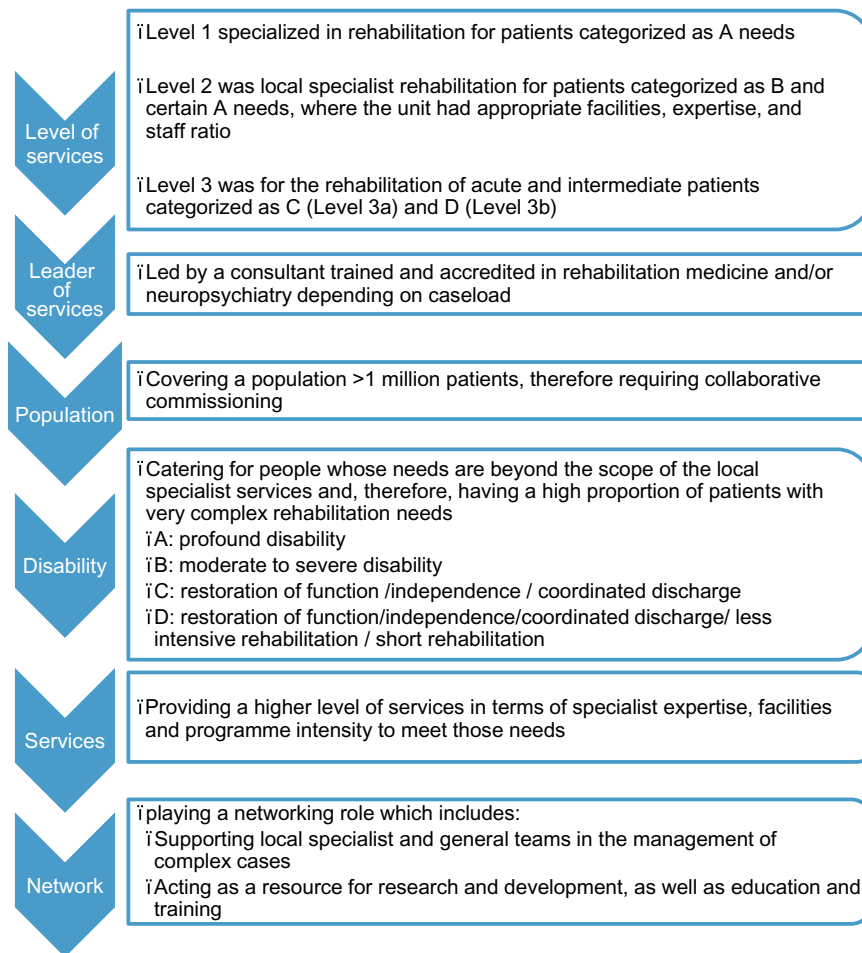 Level of
services
ïLevel 1 specialized in rehabilitation for patients categorized as A needs
ïLevel 2 was local specialist rehabilitation for patients categorized as B and
certain A needs, where the unit had appropriate facilities, expertise, and
staff ratio
ïLevel 3 was for the rehabilitation of acute and intermediate patients
categorized as C (Level 3a) and D (Level 3b)
Leader
of
services
ïLed by a consultant trained and accredited in rehabilitation medicine and/or
neuropsychiatry depending on caseload
Population
ïCovering a population >1 million patients, therefore requiring collaborative
commissioning
Disability
ïCatering for people whose needs are beyond the scope of the local
specialist services and, therefore, having a high proportion of patients with
very complex rehabilitation needs
ïA: profound disability
ïB: moderate to severe disability
ïC: restoration of function /independence / coordinated discharge
ïD: restoration of function/independence/coordinated discharge/ less
intensive rehabilitation / short rehabilitation
Services
ïProviding a higher level of services in terms of specialist expertise, facilities
and programme intensity to meet those needs
Network
ïplaying a networking role which includes:
ïSupporting local specialist and general teams in the management of
complex cases
ïActing as a resource for research and development, as well as education and
training